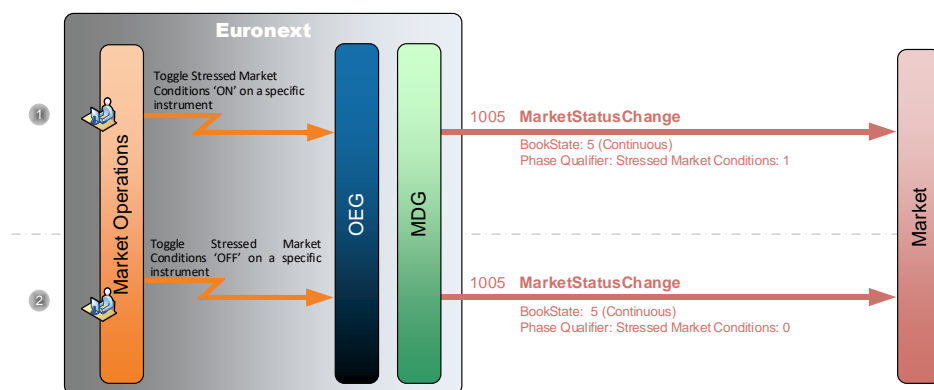 Euronext
Toggle Stressed Market
Conditions ‘ON’ on a specific
instrument
1
1005 MarketStatusChange
BookState: 5 (Continuous)
Phase Qualifier: Stressed Market Conditions: 1
Market Operations
OEG
MDG
Market
Toggle Stressed Market
Conditions ‘OFF’ on a specific
instrument
2
1005 MarketStatusChange
BookState: 5 (Continuous)
Phase Qualifier: Stressed Market Conditions: 0